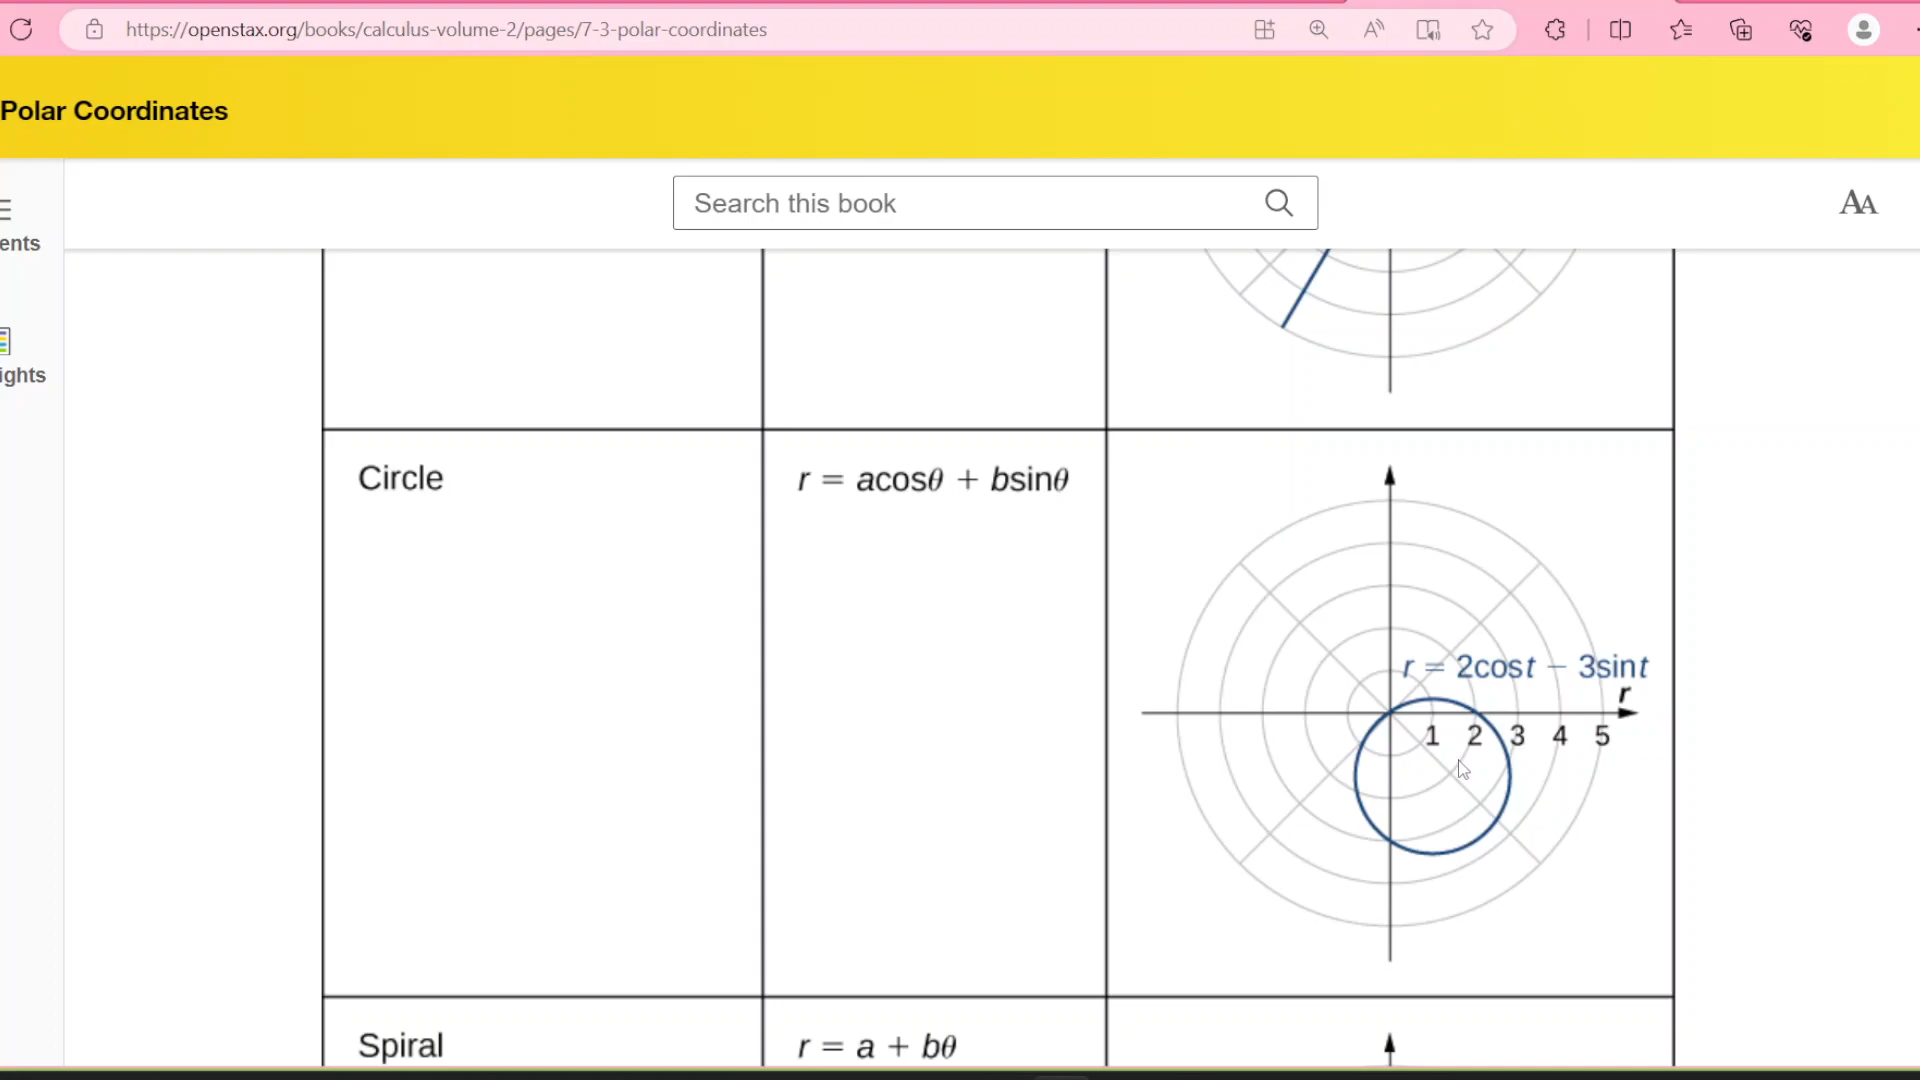 https://openstax.org/books/calculus-volume-2/pages/7-3-polar-coordinates
Polar Coordinates
Search this book
AA
ents
ights
Circle
r = acosθ + bsinθ
r = 2cost − 3sint
r
1 2 3 4 5
Spiral
r = a + bθ